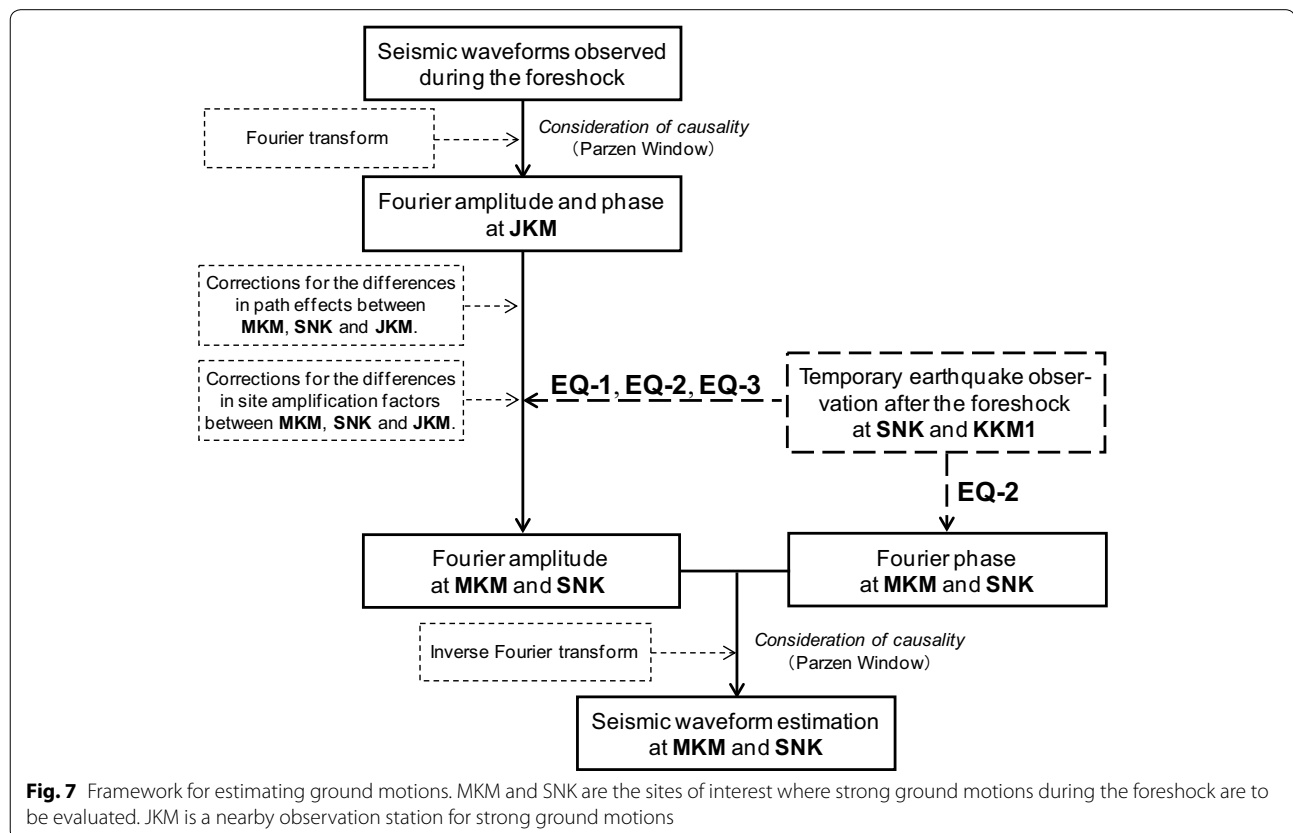 Seismic waveforms observed
during the foreshock
Fourier transform
Consideration of causality
（Parzen Window）
Fourier amplitude and phase
at JKM
Corrections for the differences
in path effects between
MKM, SNK and JKM.
Corrections for the differences
in site amplification factors
between MKM, SNK and JKM.
EQ-1, EQ-2, EQ-3
Temporary earthquake obser-
vation after the foreshock
at SNK and KKM1
EQ-2
Fourier amplitude
at MKM and SNK
Fourier phase
at MKM and SNK
Inverse Fourier transform
Consideration of causality
（Parzen Window）
Seismic waveform estimation
at MKM and SNK
Fig. 7 Framework for estimating ground motions. MKM and SNK are the sites of interest where strong ground motions during the foreshock are to
be evaluated. JKM is a nearby observation station for strong ground motions